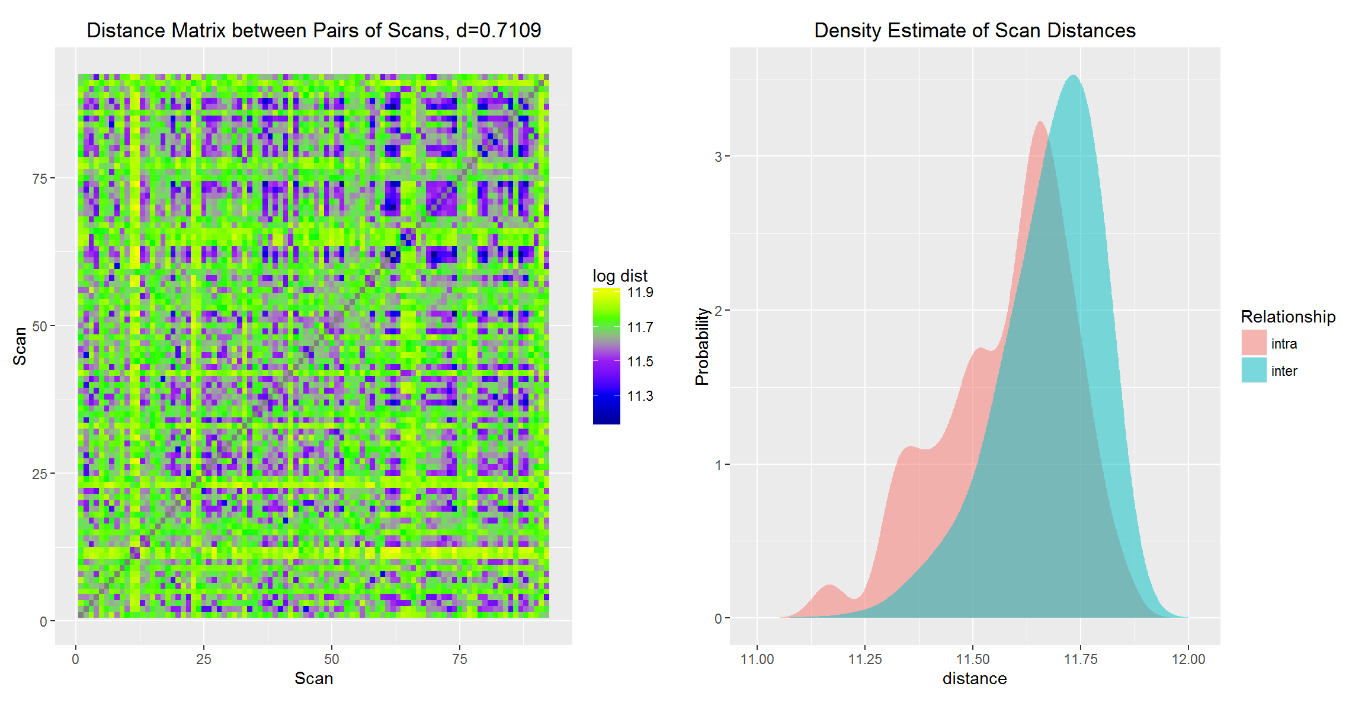 Distance Matrix between Pairs of Scans, d=0.7109
Scan
75
50
25
0
0 25 50 75
Scan
log dist
11.9
11.7
11.5
11.3
Density Estimate of Scan Distances
Probability
3
2
1
0
11.00 11.25 11.50 11.75 12.00
distance
Relationship
intra
inter